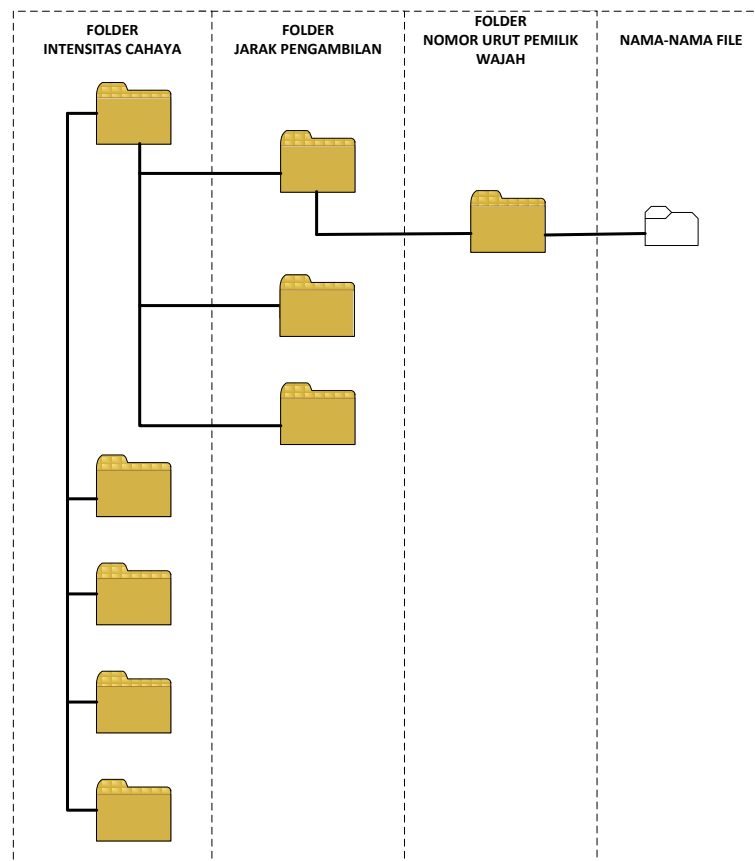 FOLDER
INTENSITAS CAHAYA
FOLDER
JARAK PENGAMBILAN
FOLDER
NOMOR URUT PEMILIK
WAJAH
NAMA-NAMA FILE